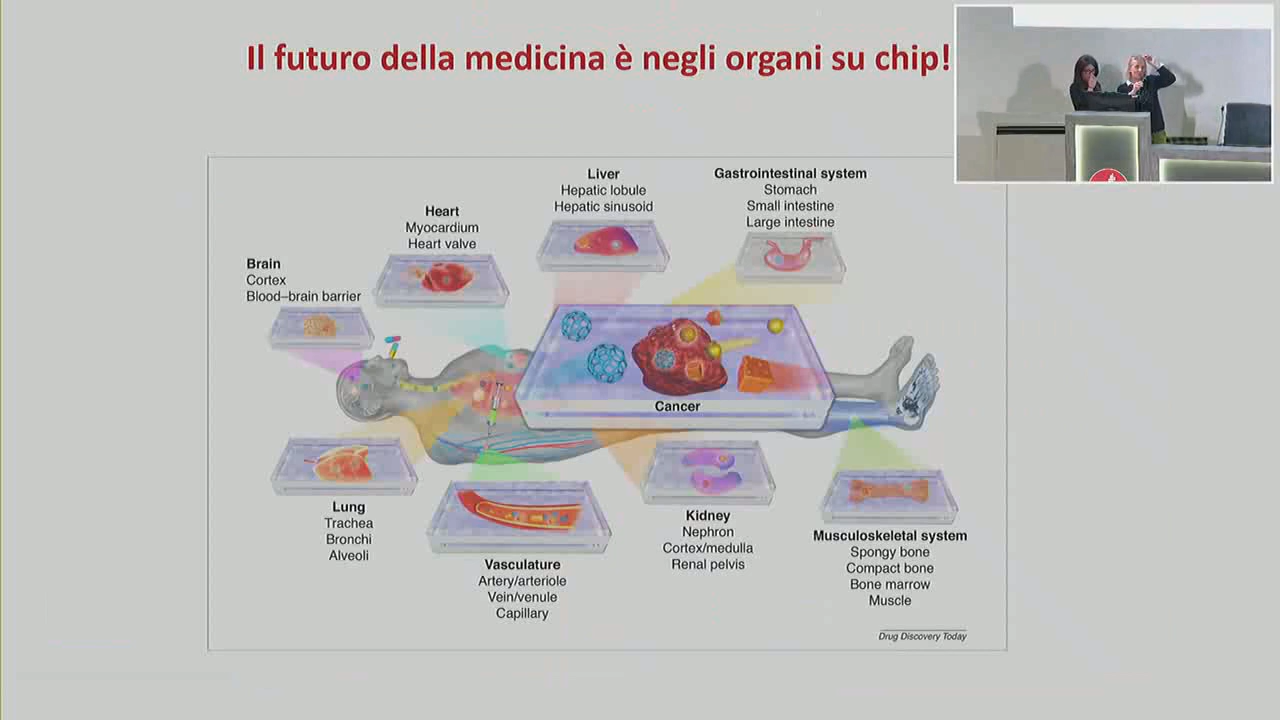 Il futuro della medicina è negli organi su chip!
Liver
Hepatic lobule
Hepatic sinusoid
Gastrointestinal system
Stomach
Small intestine
Large intestine
Heart
Myocardium
Heart valve
Brain
Cortex
Blood–brain barrier
Cancer
Lung
Trachea
Bronchi
Alveoli
Vasculature
Artery/arteriole
Vein/venule
Capillary
Kidney
Nephron
Cortex/medulla
Renal pelvis
Musculoskeletal system
Spongy bone
Compact bone
Bone marrow
Muscle
Drug Discovery Today